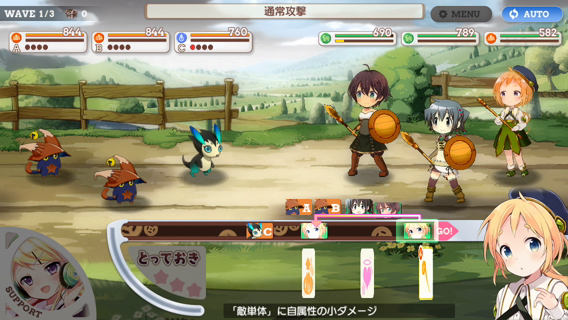 WAVE 1/3
0
通常攻撃
MENU
AUTO
844
A
844
B
760
C
690
789
582
A
B
C
GO!
とっておき
SUPPORT
「敵単体」に自属性の小ダメージ